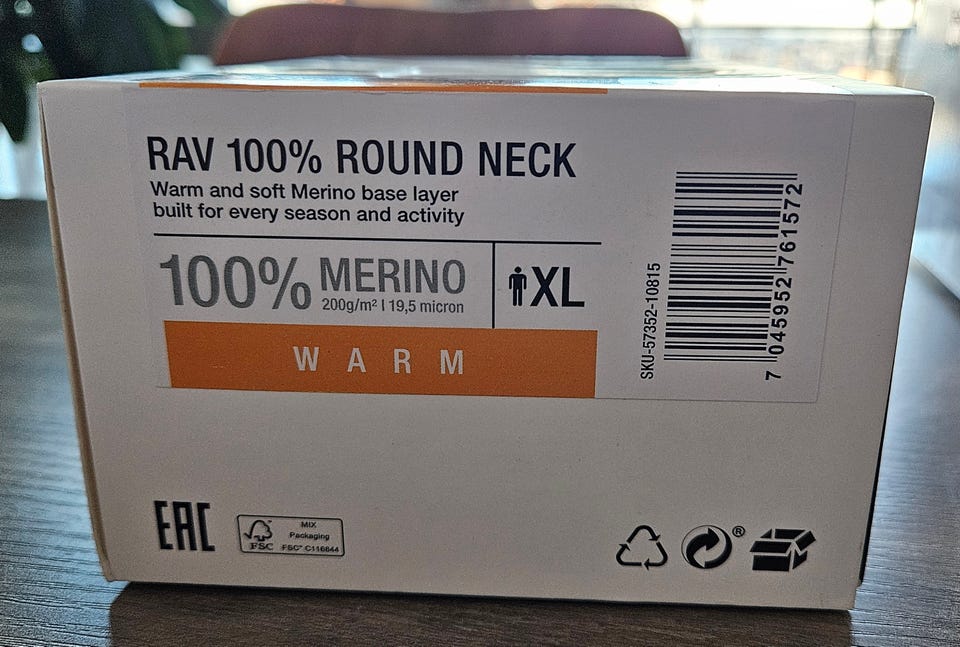 RAV 100% ROUND NECK
Warm and soft Merino base layer
built for every season and activity
100% MERINO
200g/m² | 19,5 micron
XL
WARM
SKU-57352-10815
7 045952 761572
EAC
FSC
MIX
Packaging
FSC™ C116844
®